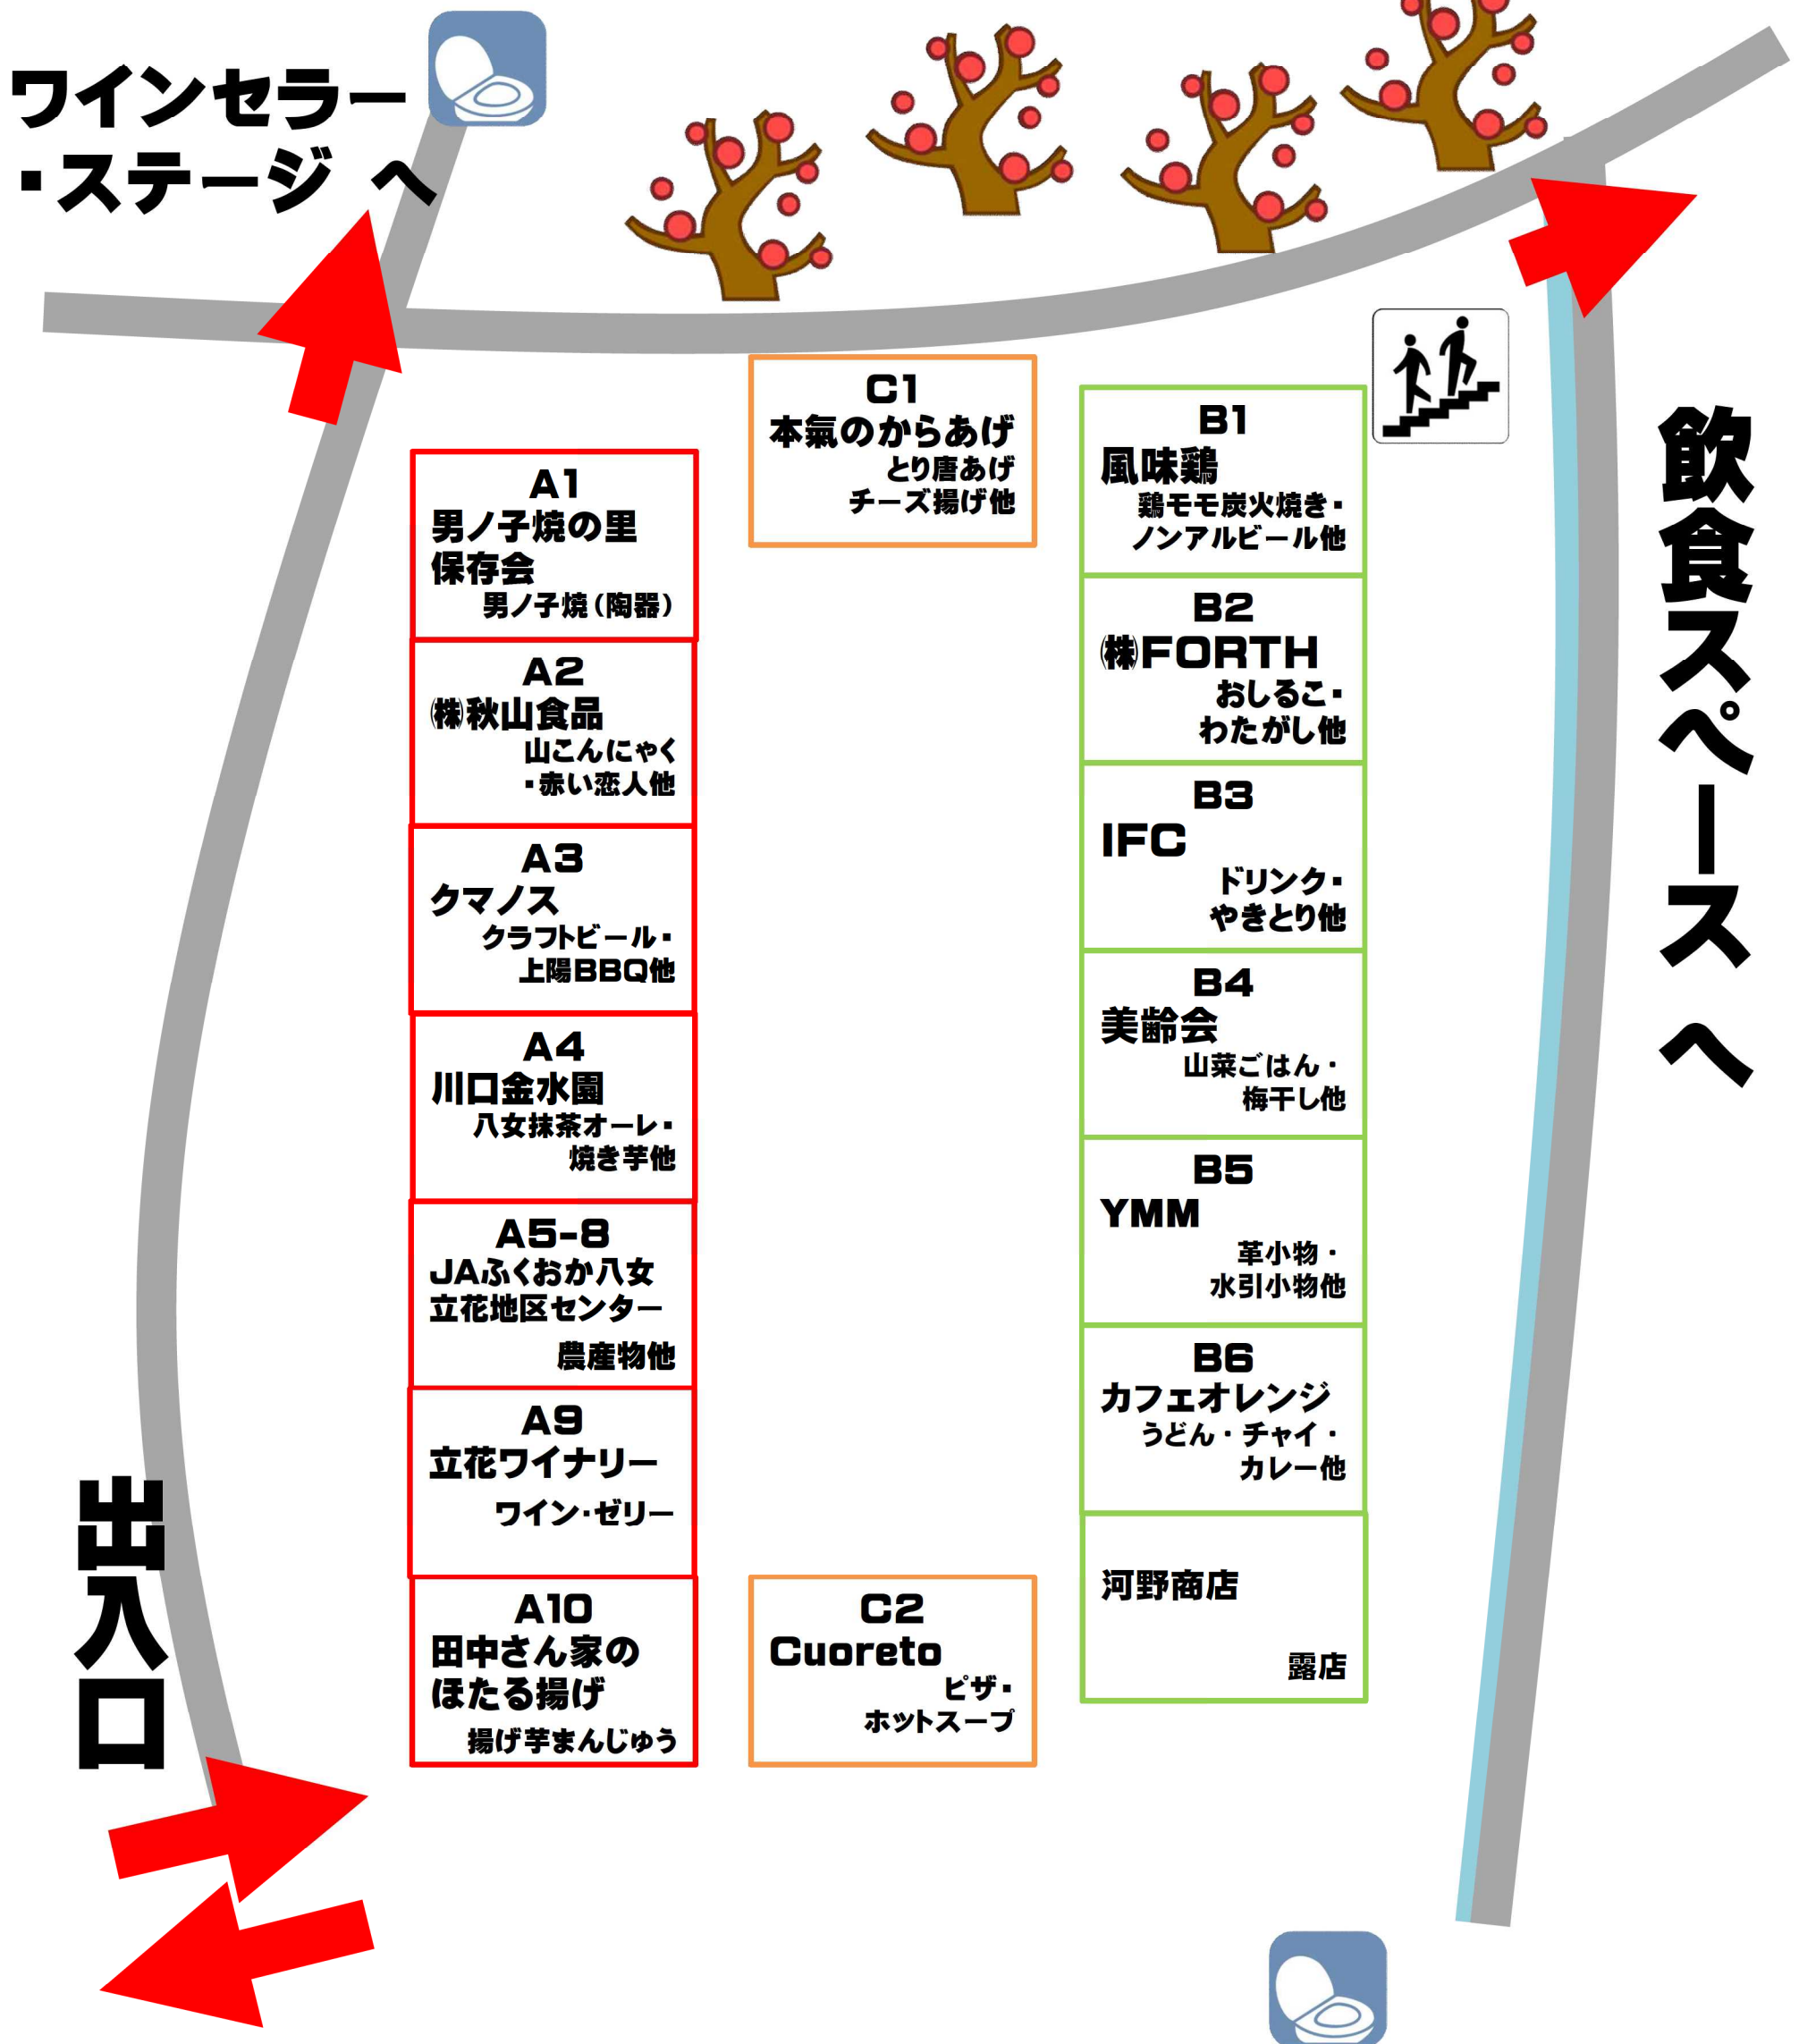 ワインセラー
・ステージ へ
C1
本氣のからあげ
とり唐あげ
チーズ揚げ他
A1
男ノ子焼の里
保存会
男ノ子焼（陶器）
A2
㈱秋山食品
山こんにゃく
・赤い恋人他
A3
クマノス
クラフトビール・
上陽BBQ他
A4
川口金水園
八女抹茶オーレ・
焼き芋他
A5-8
JAふくおか八女
立花地区センター
農産物他
A9
立花ワイナリー
ワイン・ゼリー
A10
田中さん家の
ほたる揚げ
揚げ芋まんじゅう
C2
Cuoreto
ピザ・
ホットスープ
B1
風味鶏
鶏モモ炭火焼き・
ノンアルビール他
B2
㈱FORTH
おしるこ・
わたがし他
B3
IFC
ドリンク・
やきとり他
B4
美齢会
山菜ごはん・
梅干し他
B5
YMM
革小物・
水引小物他
B6
カフェオレンジ
うどん・チャイ・
カレー他
河野商店
露店
飲食スペース へ
出入口